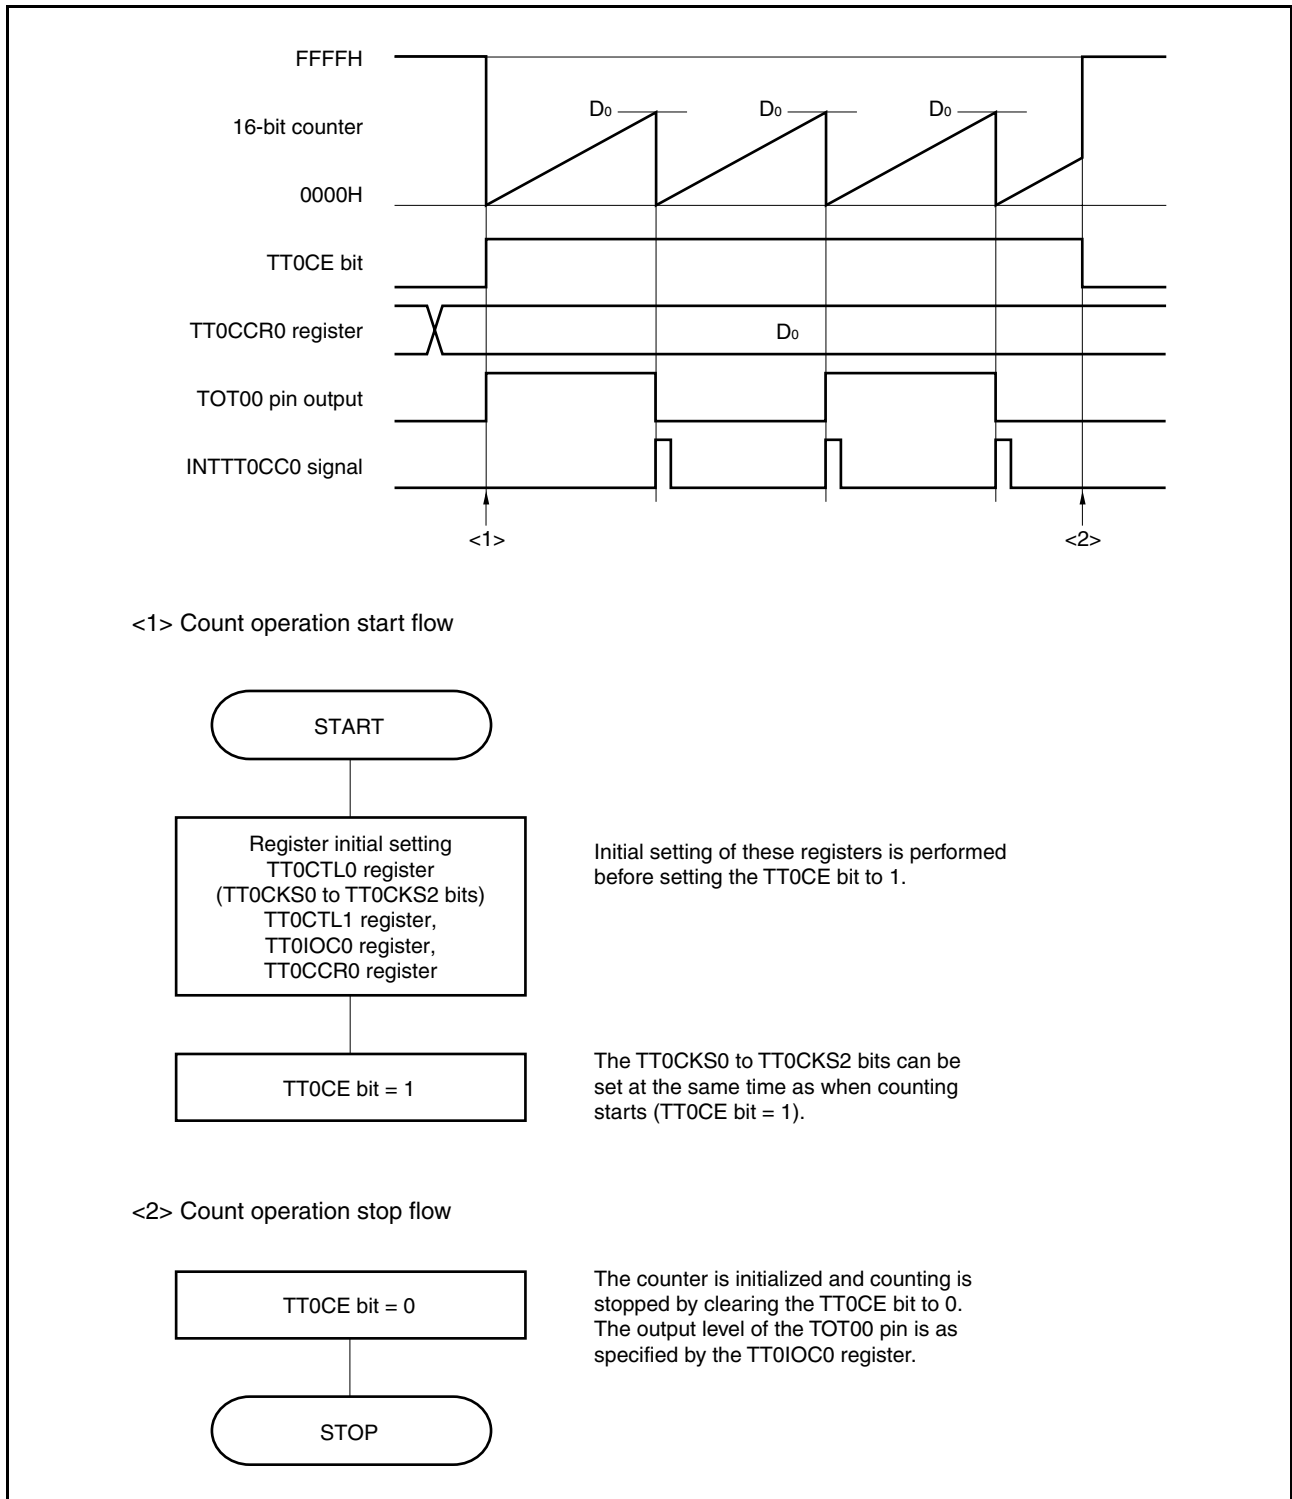 FFFFH
D₀ D₀ D₀
16-bit counter
0000H
TT0CE bit
TT0CCR0 register D₀
TOT00 pin output
INTTT0CC0 signal
<1> <2>
<1> Count operation start flow
START
Register initial setting
TT0CTL0 register
(TT0CKS0 to TT0CKS2 bits)
TT0CTL1 register,
TT0IOC0 register,
TT0CCR0 register
Initial setting of these registers is performed
before setting the TT0CE bit to 1.
TT0CE bit = 1
The TT0CKS0 to TT0CKS2 bits can be
set at the same time as when counting
starts (TT0CE bit = 1).
<2> Count operation stop flow
TT0CE bit = 0
The counter is initialized and counting is
stopped by clearing the TT0CE bit to 0.
The output level of the TOT00 pin is as
specified by the TT0IOC0 register.
STOP